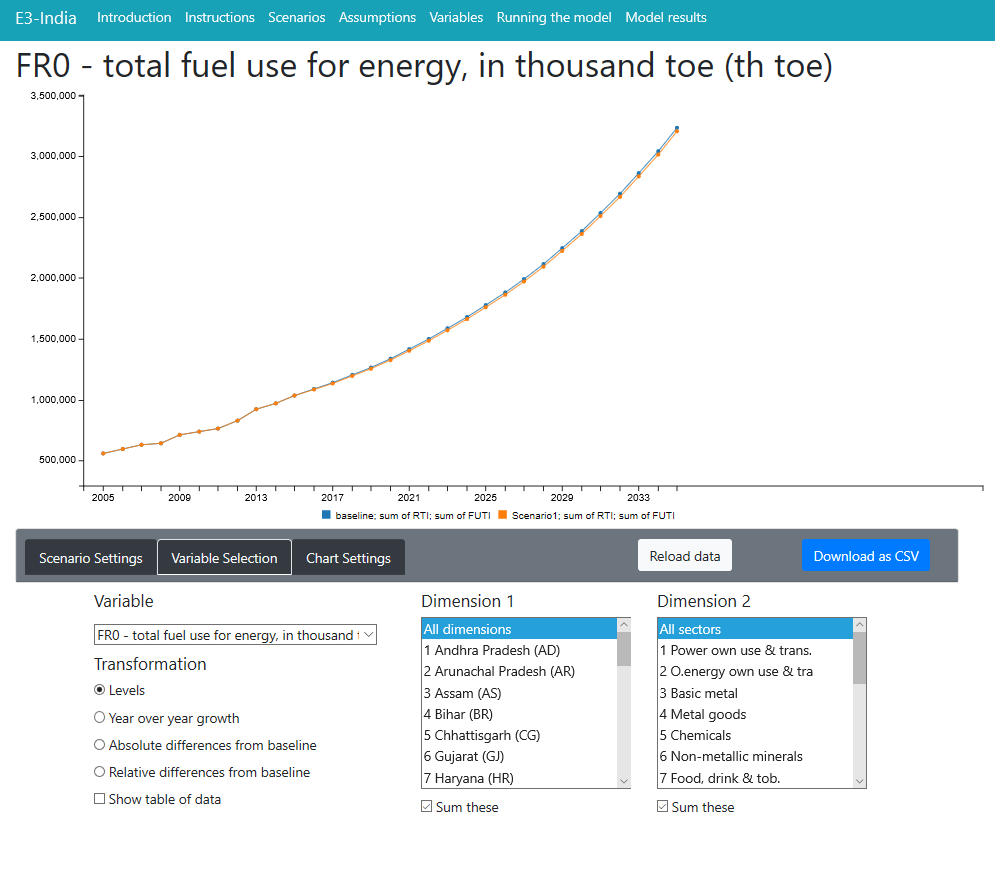 E3-India Introduction Instructions Scenarios Assumptions Variables Running the model Model results
FR0 - total fuel use for energy, in thousand toe (th toe)
3,500,000
3,000,000
2,500,000
2,000,000
1,500,000
1,000,000
500,000
2005 2009 2013 2017 2021 2025 2029 2033
baseline; sum of RTI; sum of FUTI Scenario1; sum of RTI; sum of FUTI
Scenario Settings Variable Selection Chart Settings Reload data Download as CSV
Variable
FR0 - total fuel use for energy, in thousand t
Transformation
Levels
Year over year growth
Absolute differences from baseline
Relative differences from baseline
Show table of data
Dimension 1
All dimensions
1 Andhra Pradesh (AD)
2 Arunachal Pradesh (AR)
3 Assam (AS)
4 Bihar (BR)
5 Chhattisgarh (CG)
6 Gujarat (GJ)
7 Haryana (HR)
Sum these
Dimension 2
All sectors
1 Power own use & trans.
2 O.energy own use & tra
3 Basic metal
4 Metal goods
5 Chemicals
6 Non-metallic minerals
7 Food, drink & tob.
Sum these